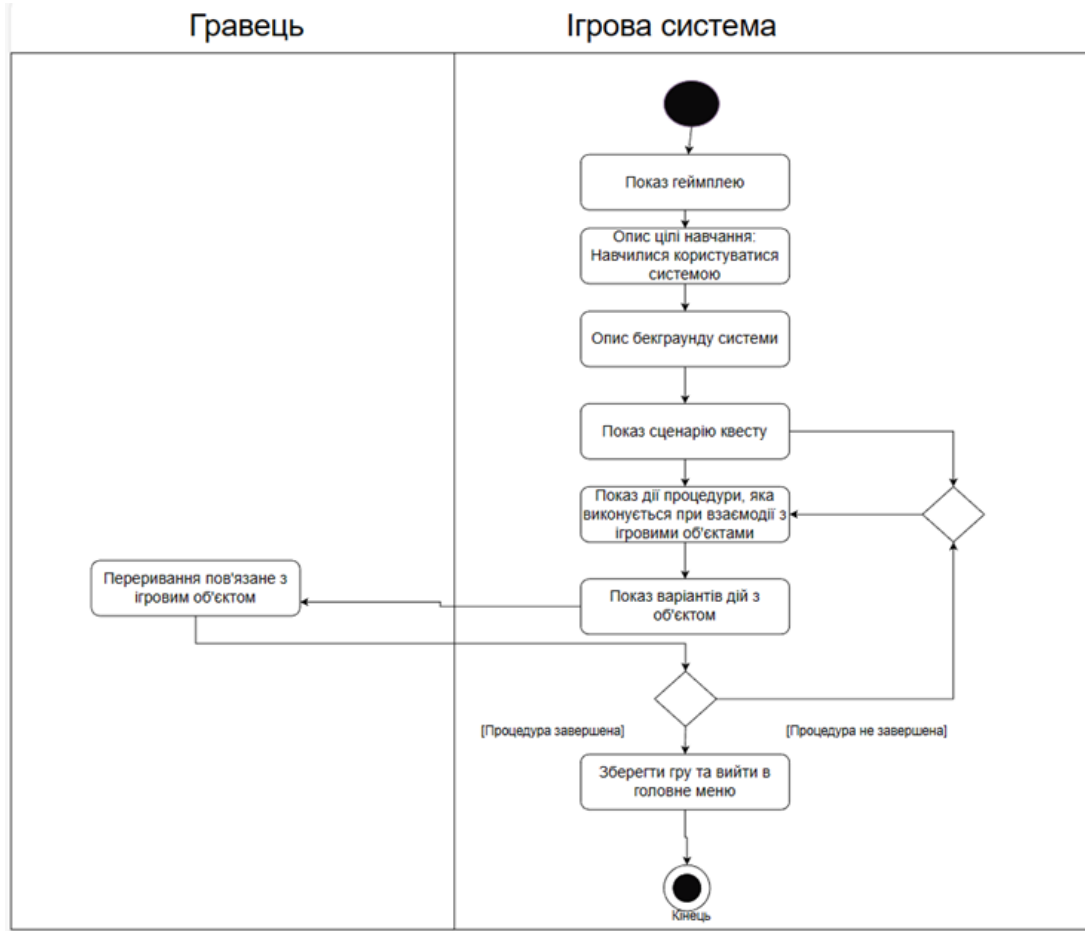 Гравець
Ігрова система
Показ геймплею
Опис цілі навчання:
Навчилися користуватися
системою
Опис бекграунду системи
Показ сценарію квесту
Показ дії процедури, яка
виконується при взаємодії з
ігровими об'єктами
Переривання пов'язане з
ігровим об'єктом
Показ варіантів дій з
об'єктом
[Процедура завершена]
[Процедура не завершена]
Зберегти гру та вийти в
головне меню
Кінець